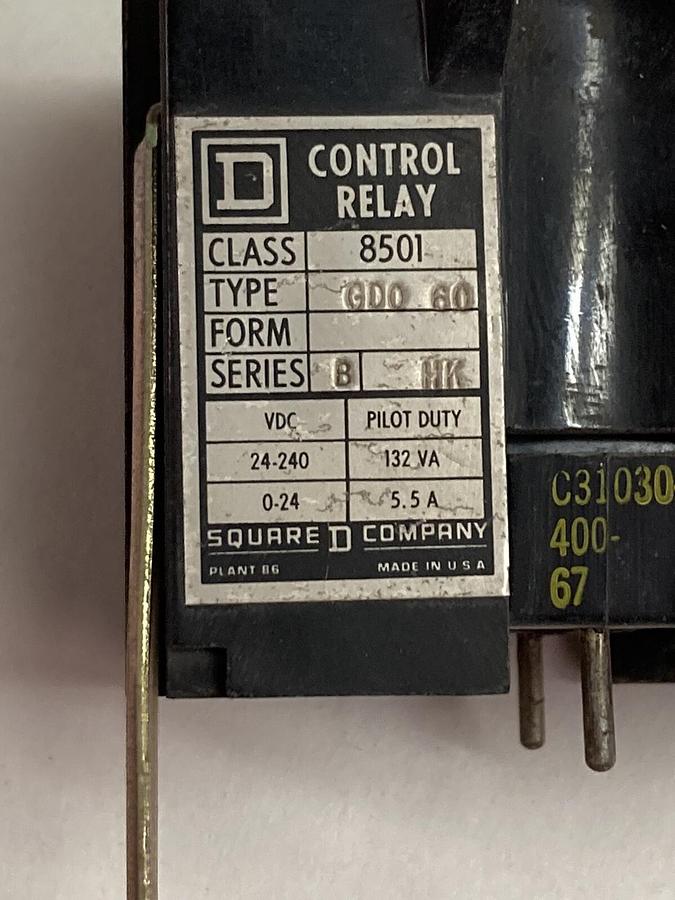 D CONTROL
RELAY
CLASS 8501
TYPE GDO 60
FORM
SERIES B HK
VDC PILOT DUTY
24-240 132 VA
0-24 5.5 A
SQUARE D COMPANY
PLANT 86 MADE IN U S A
C31030
400-
67